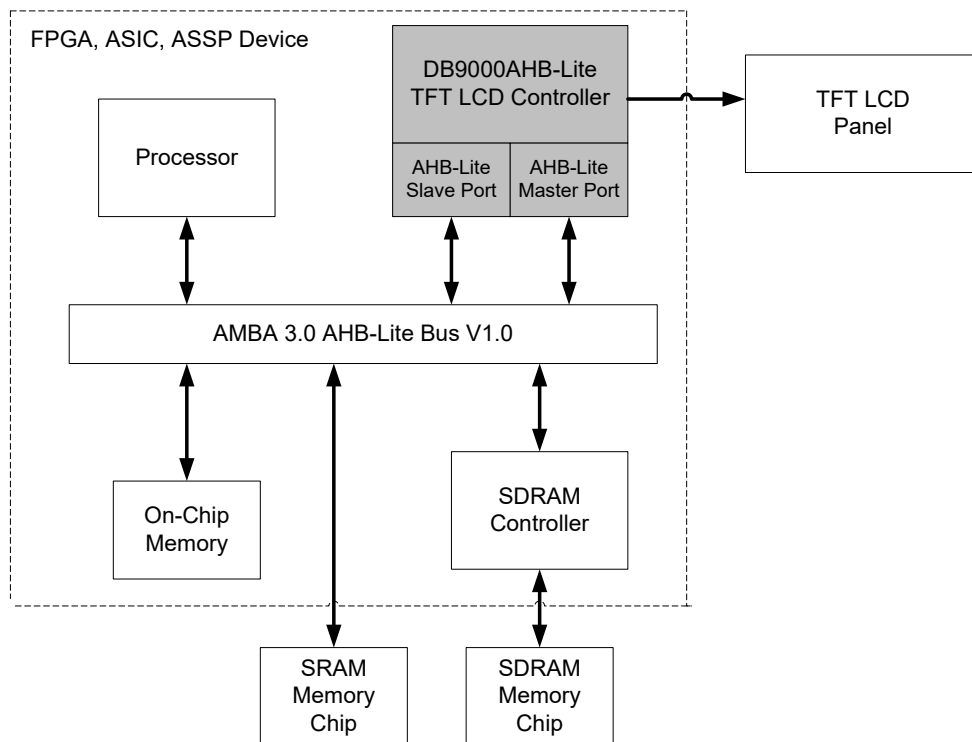 FPGA, ASIC, ASSP Device
DB9000AHB-Lite
TFT LCD Controller
AHB-Lite
Slave Port
AHB-Lite
Master Port
TFT LCD
Panel
Processor
AMBA 3.0 AHB-Lite Bus V1.0
On-Chip
Memory
SDRAM
Controller
SRAM
Memory
Chip
SDRAM
Memory
Chip